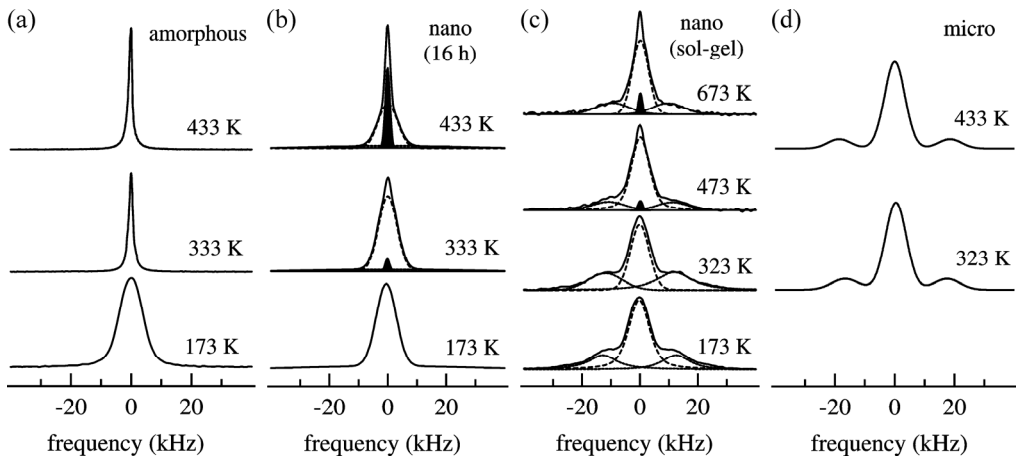 (a)
amorphous
433 K
333 K
173 K
-20
0
20
frequency (kHz)
(b)
nano
(16 h)
433 K
333 K
173 K
-20
0
20
frequency (kHz)
(c)
nano
(sol-gel)
673 K
473 K
323 K
173 K
-20
0
20
frequency (kHz)
(d)
micro
433 K
323 K
-20
0
20
frequency (kHz)